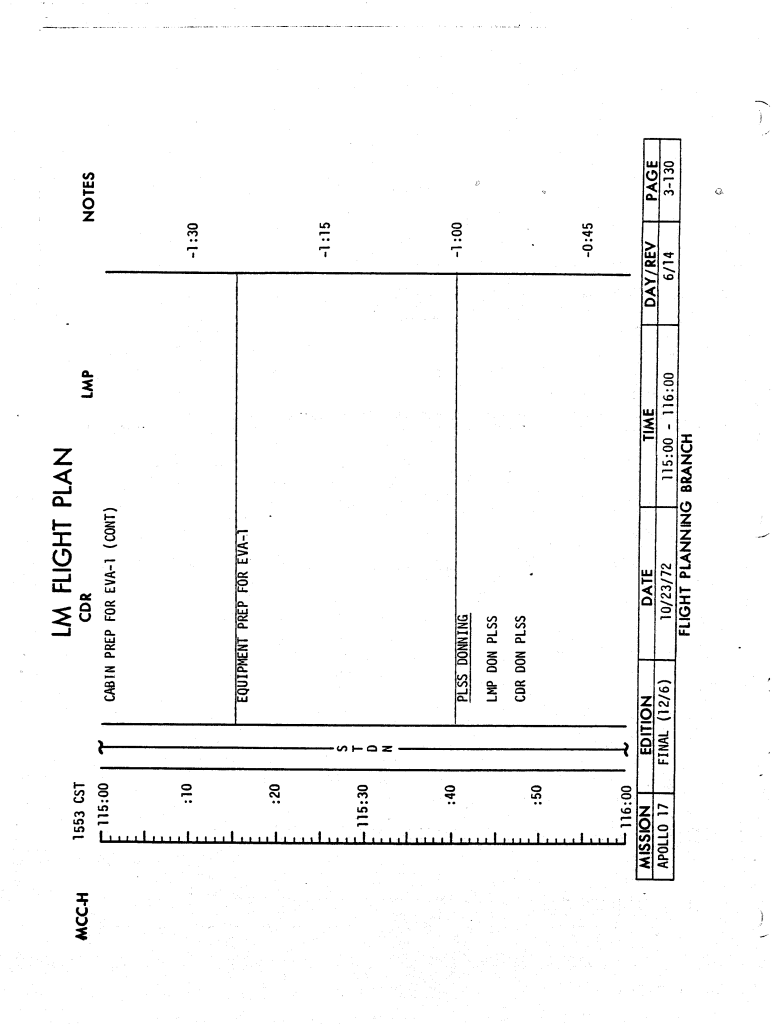 LM FLIGHT PLAN
MCC-H
1553 CST
CDR
LMP
NOTES
115:00
CABIN PREP FOR EVA-1 (CONT)
:10
-1:30
EQUIPMENT PREP FOR EVA-1
:20
-1:15
115:30
S T D N
:40
PLSS DONNING
-1:00
LMP DON PLSS
CDR DON PLSS
:50
-0:45
116:00
MISSION EDITION DATE TIME DAY/REV PAGE
APOLLO 17 FINAL (12/6) 10/23/72 115:00 - 116:00 6/14 3-130
FLIGHT PLANNING BRANCH